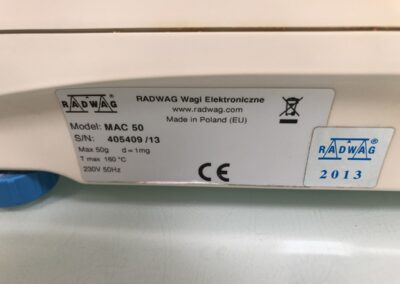 RADWAG®
RADWAG Wagi Elektroniczne
www.radwag.com
Made in Poland (EU)
Model: MAC 50
S/N: 405409 /13
Max 50g d = 1mg
T max 160 °C
230V 50Hz
CE
RADWAG®
2013